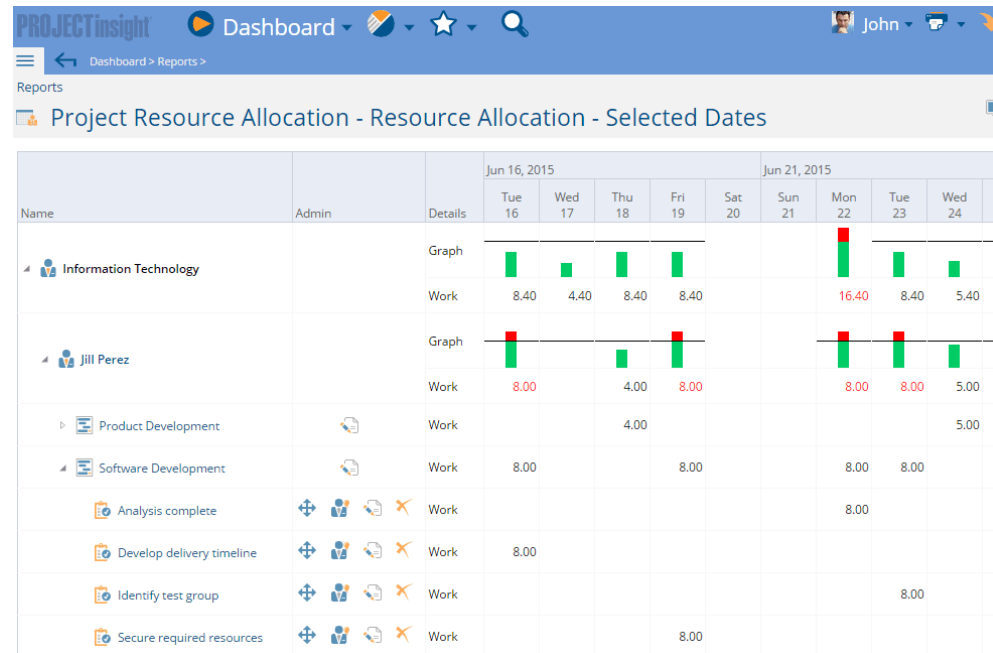 PROJECTinsight Dashboard John
Dashboard > Reports >
Reports
Project Resource Allocation - Resource Allocation - Selected Dates
Jun 16, 2015 Jun 21, 2015
Name Admin Details Tue 16 Wed 17 Thu 18 Fri 19 Sat 20 Sun 21 Mon 22 Tue 23 Wed 24
Graph
Information Technology
Work 8.40 4.40 8.40 8.40 16.40 8.40 5.40
Graph
Jill Perez
Work 8.00 4.00 8.00 8.00 8.00 5.00
Product Development Work 4.00 5.00
Software Development Work 8.00 8.00 8.00 8.00
Analysis complete Work 8.00
Develop delivery timeline Work 8.00
Identify test group Work 8.00
Secure required resources Work 8.00